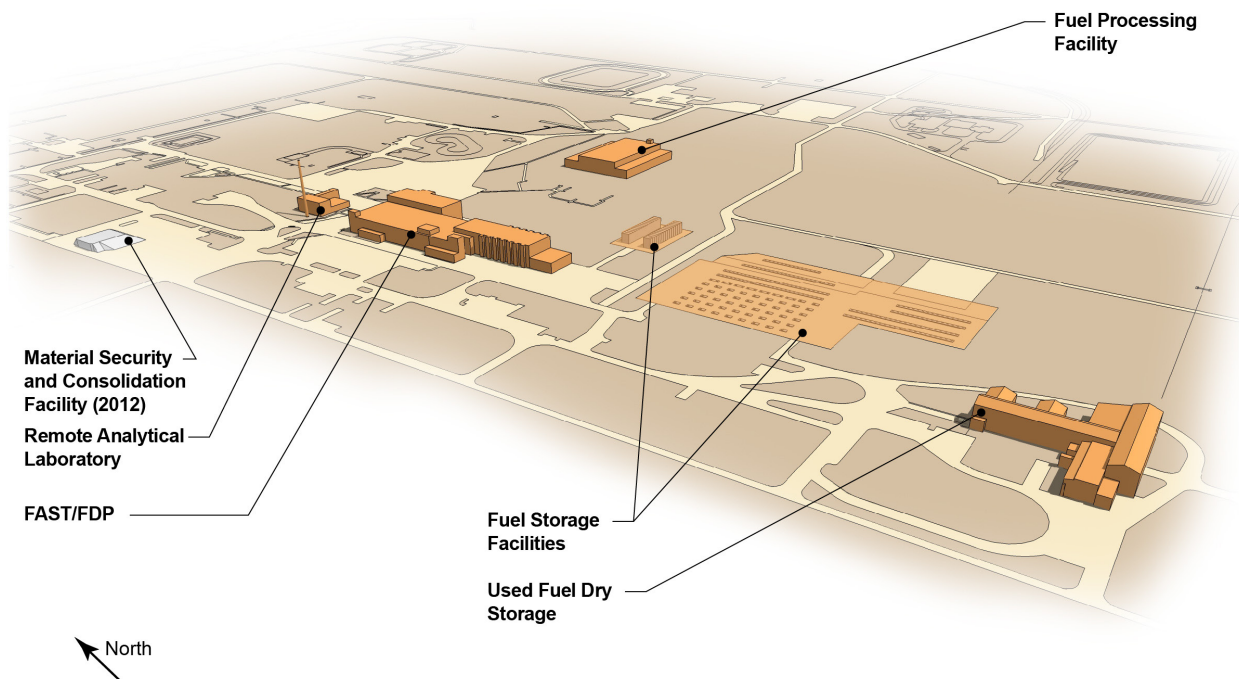 Fuel Processing
Facility
Material Security
and Consolidation
Facility (2012)
Remote Analytical
Laboratory
FAST/FDP
Fuel Storage
Facilities
Used Fuel Dry
Storage
North